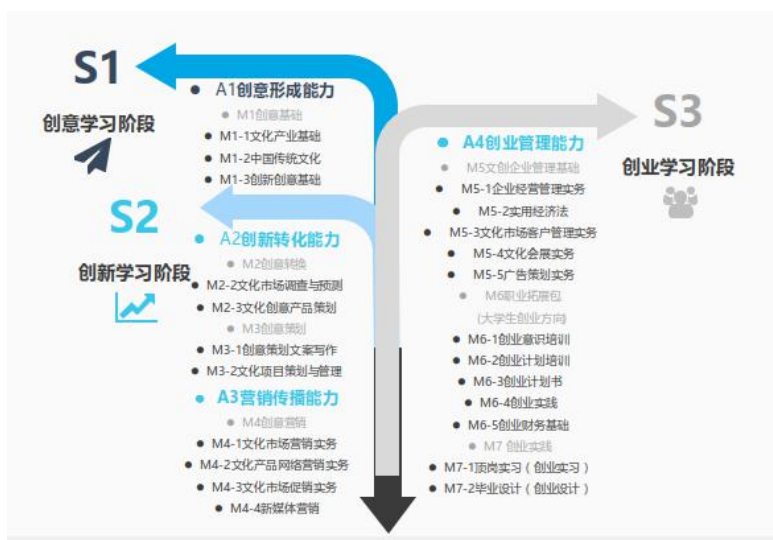 S1
创意学习阶段
A1创意形成能力
M1创意基础
M1-1文化产业基础
M1-2中国传统文化
M1-3创新创意基础
S2
创新学习阶段
A2创新转化能力
M2创意转换
M2-2文化市场调查与预测
M2-3文化创意产品策划
M3创意策划
M3-1创意策划文案写作
M3-2文化项目策划与管理
A3营销传播能力
M4创意营销
M4-1文化市场营销实务
M4-2文化产品网络营销实务
M4-3文化市场促销实务
M4-4新媒体营销
S3
创业学习阶段
A4创业管理能力
M5文创企业管理基础
M5-1企业经营管理实务
M5-2实用经济法
M5-3文化市场客户管理实务
M5-4文化会展实务
M5-5广告策划实务
M6职业拓展包
(大学生创业方向)
M6-1创业意识培训
M6-2创业计划培训
M6-3创业计划书
M6-4创业实践
M6-5创业财务基础
M7 创业实践
M7-1顶岗实习（创业实习）
M7-2毕业设计（创业设计）